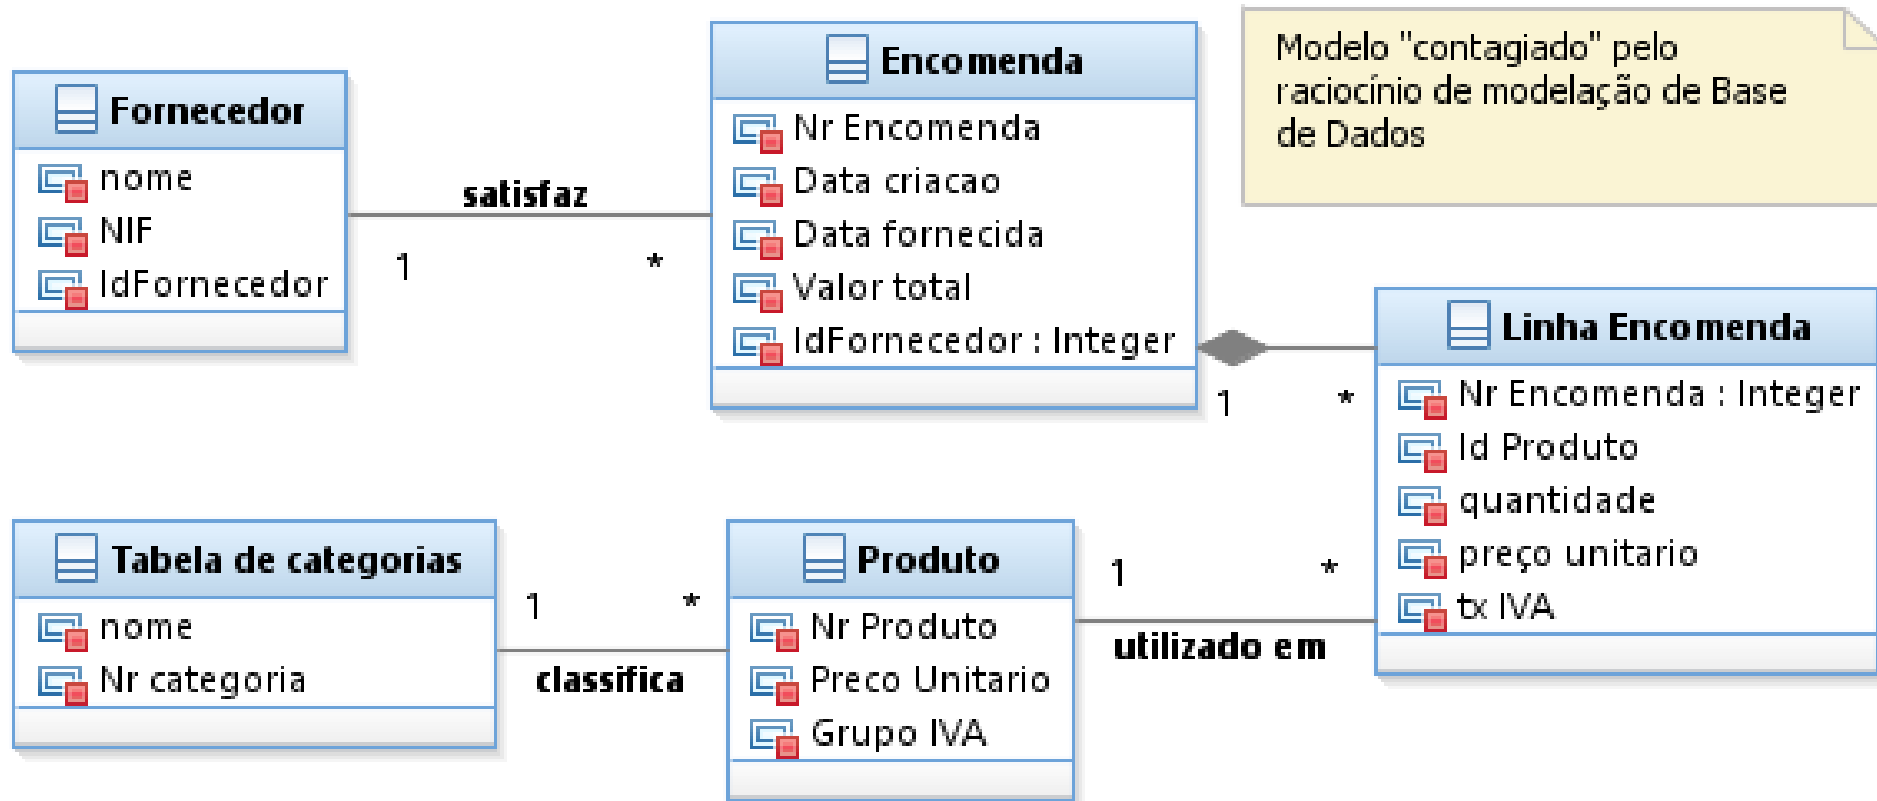 Fornecedor
nome
NIF
IdFornecedor
satisfaz
1
*
Encomenda
Nr Encomenda
Data criacao
Data fornecida
Valor total
IdFornecedor : Integer
Modelo "contagiado" pelo
raciocínio de modelação de Base
de Dados
1
*
Linha Encomenda
Nr Encomenda : Integer
Id Produto
quantidade
preço unitario
tx IVA
Tabela de categorias
nome
Nr categoria
1
*
classifica
Produto
Nr Produto
Preco Unitario
Grupo IVA
1
*
utilizado em